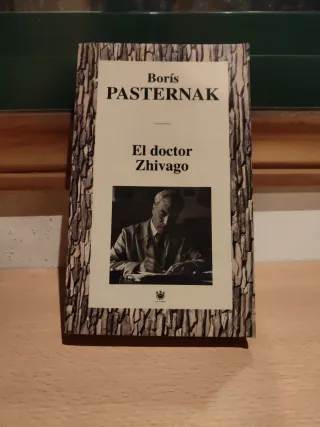 Borís
PASTERNAK
El doctor
Zhivago